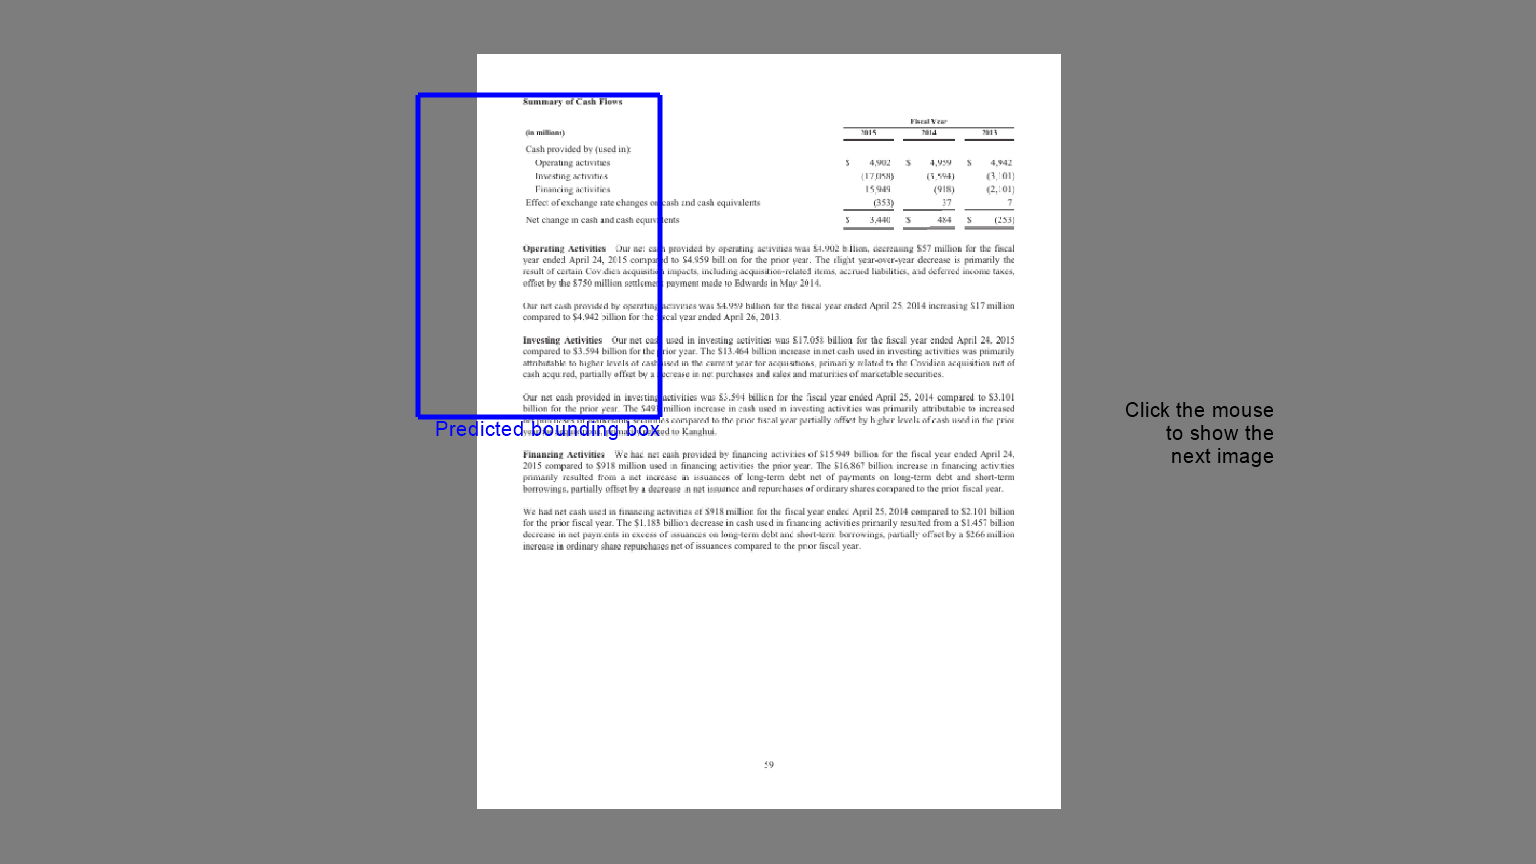 Summary of Cash Flows
Fiscal Year
(in millions) 2015 2014 2013
Cash provided by (used in):
Operating activities $ 4,902 $ 4,959 $ 4,942
Investing activities (17,058) (3,594) (3,101)
Financing activities 15,949 (918) (2,101)
Effect of exchange rate changes on cash and cash equivalents (353) 37 7
Net change in cash and cash equivalents $ 3,440 $ 484 $ (253)
Operating Activities Our net cash provided by operating activities was $4.902 billion, decreasing $57 million for the fiscal
year ended April 24, 2015 compared to $4.959 billion for the prior year. The slight year-over-year decrease is primarily the
result of certain Covidien acquisition impacts, including acquisition-related items, accrued liabilities, and deferred income taxes,
offset by the $750 million settlement payment made to Edwards in May 2014.
Our net cash provided by operating activities was $4.959 billion for the fiscal year ended April 25, 2014 increasing $17 million
compared to $4.942 billion for the fiscal year ended April 26, 2013.
Investing Activities Our net cash used in investing activities was $17.058 billion for the fiscal year ended April 24, 2015
compared to $3.594 billion for the prior year. The $13.464 billion increase in net cash used in investing activities was primarily
attributable to higher levels of cash used in the current year for acquisitions, primarily related to the Covidien acquisition net of
cash acquired, partially offset by a decrease in net purchases and sales and maturities of marketable securities.
Our net cash provided in investing activities was $3.594 billion for the fiscal year ended April 25, 2014 compared to $3.101
billion for the prior year. The $493 million increase in cash used in investing activities was primarily attributable to increased
net purchases of marketable securities compared to the prior fiscal year partially offset by higher levels of cash used in the prior
year for acquisitions, primarily related to Kanghui.
Predicted bounding box
Financing Activities We had net cash provided by financing activities of $15.949 billion for the fiscal year ended April 24,
2015 compared to $918 million used in financing activities the prior year. The $16.867 billion increase in financing activities
primarily resulted from a net increase in issuances of long-term debt net of payments on long-term debt and short-term
borrowings, partially offset by a decrease in net issuance and repurchases of ordinary shares compared to the prior fiscal year.
We had net cash used in financing activities of $918 million for the fiscal year ended April 25, 2014 compared to $2.101 billion
for the prior fiscal year. The $1.183 billion decrease in cash used in financing activities primarily resulted from a $1.457 billion
decrease in net payments in excess of issuances on long-term debt and short-term borrowings, partially offset by a $266 million
increase in ordinary share repurchases net of issuances compared to the prior fiscal year.
59
Click the mouse
to show the
next image